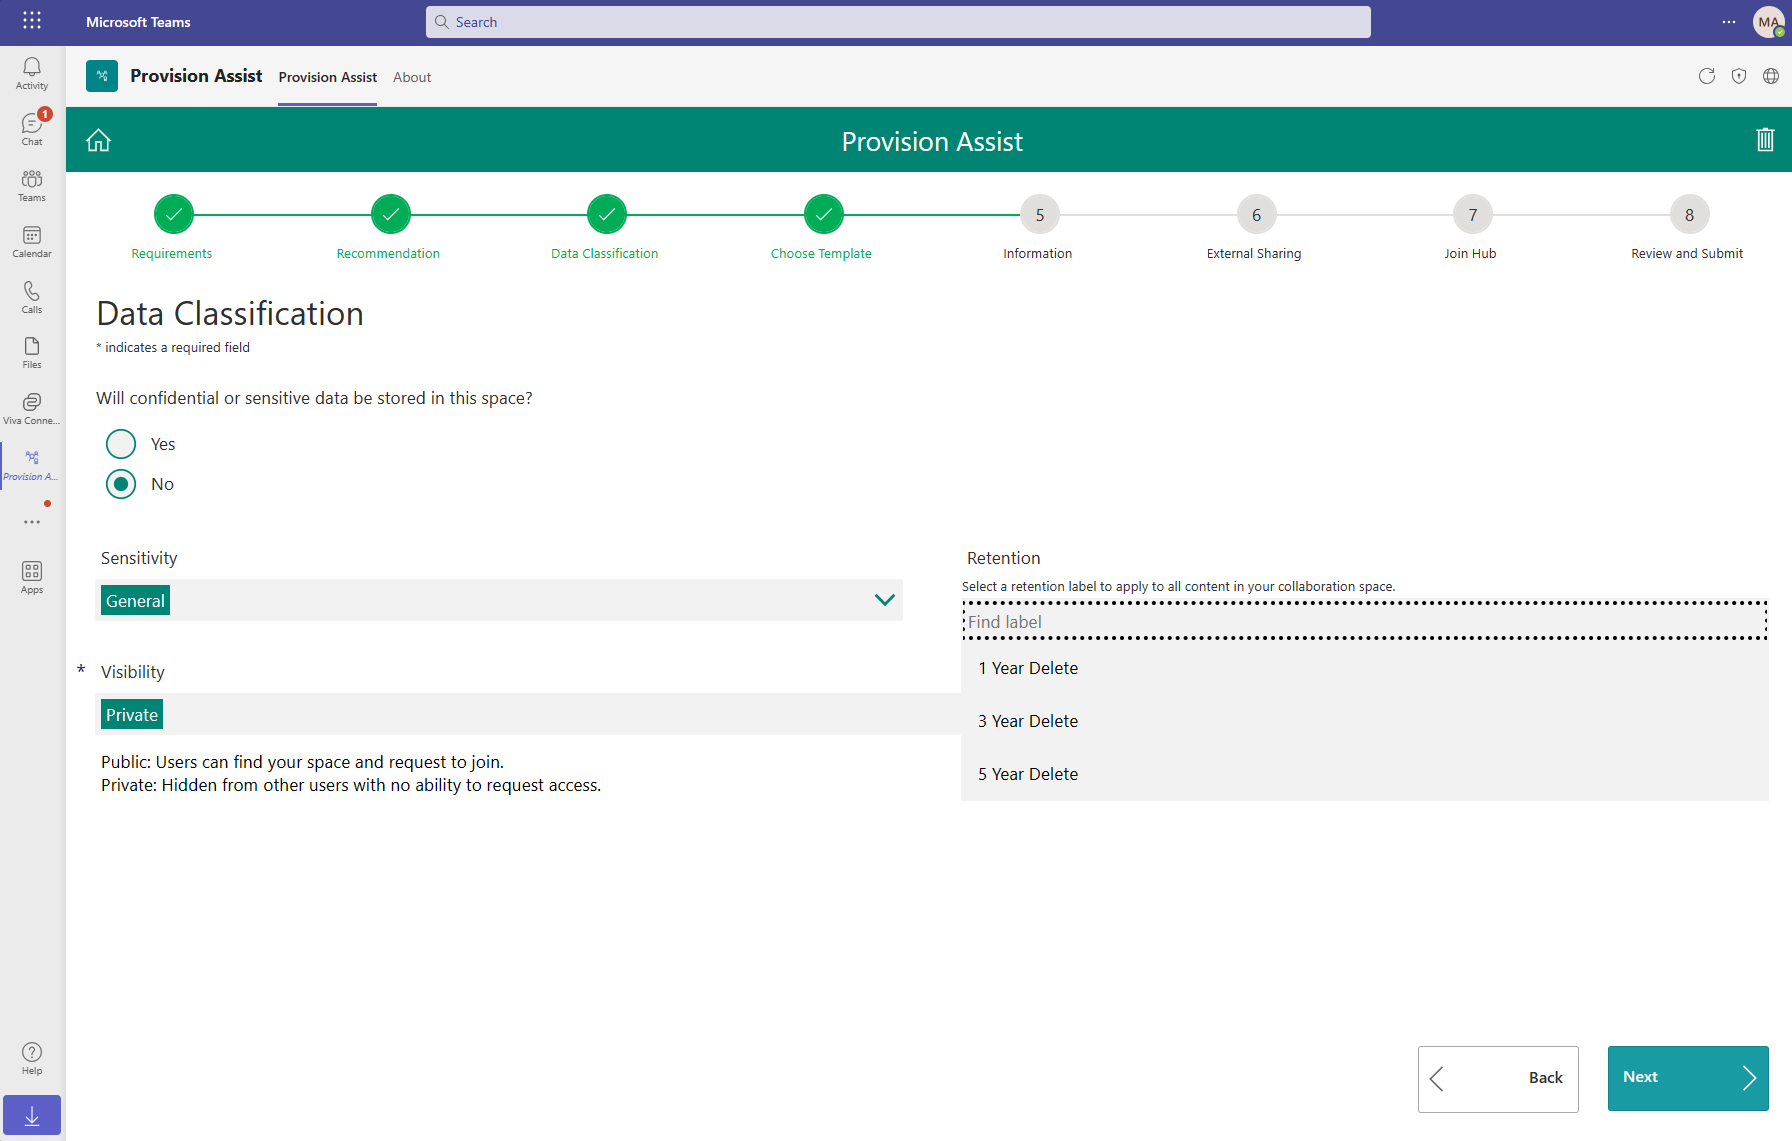 Microsoft Teams
Search
MA
Activity
1
Chat
Teams
Calendar
Calls
Files
Viva Conne...
Provision A...
Apps
Help
Provision Assist
Provision Assist
About
Provision Assist
5
6
7
8
Requirements
Recommendation
Data Classification
Choose Template
Information
External Sharing
Join Hub
Review and Submit
Data Classification
* indicates a required field
Will confidential or sensitive data be stored in this space?
Yes
No
Sensitivity
General
* Visibility
Private
Public: Users can find your space and request to join.
Private: Hidden from other users with no ability to request access.
Retention
Select a retention label to apply to all content in your collaboration space.
Find label
1 Year Delete
3 Year Delete
5 Year Delete
Back
Next